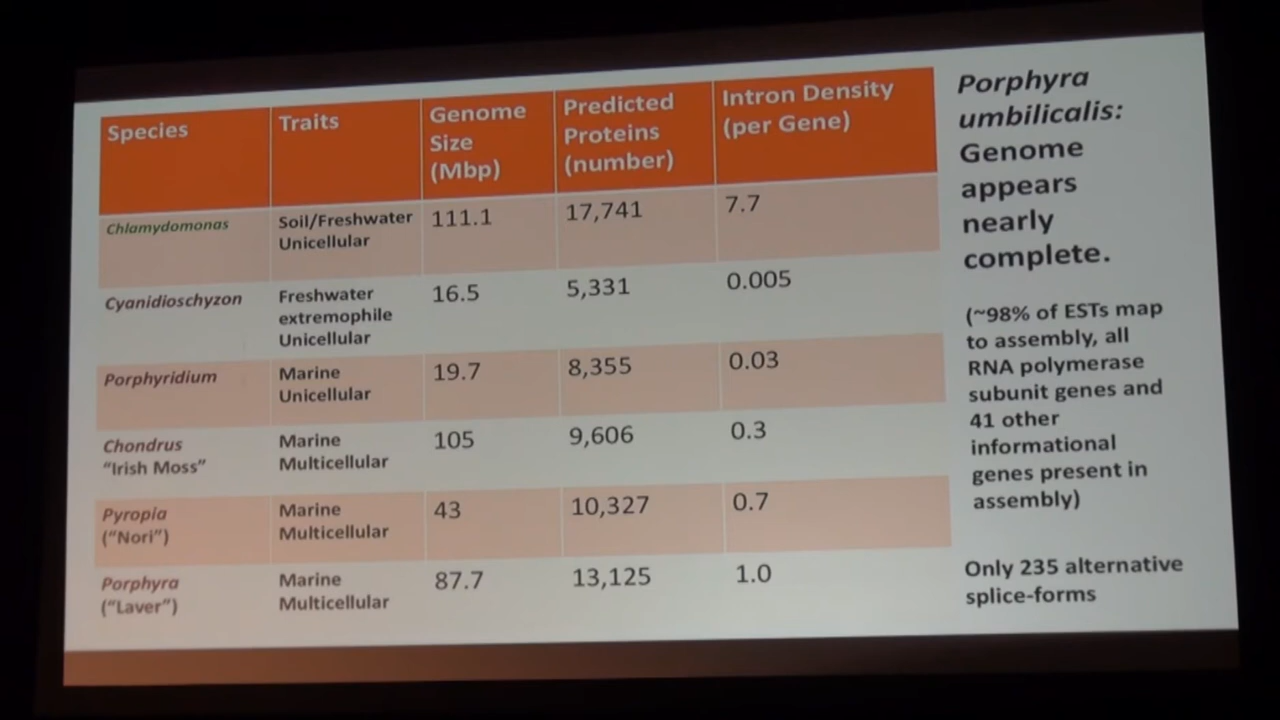 Species
Traits
Genome
Size
(Mbp)
Predicted
Proteins
(number)
Intron Density
(per Gene)
Chlamydomonas
Soil/Freshwater
Unicellular
111.1
17,741
7.7
Cyanidioschyzon
Freshwater
extremophile
Unicellular
16.5
5,331
0.005
Porphyridium
Marine
Unicellular
19.7
8,355
0.03
Chondrus
"Irish Moss"
Marine
Multicellular
105
9,606
0.3
Pyropia
("Nori")
Marine
Multicellular
43
10,327
0.7
Porphyra
("Laver")
Marine
Multicellular
87.7
13,125
1.0
Porphyra
umbilicalis:
Genome
appears
nearly
complete.
(~98% of ESTs map
to assembly, all
RNA polymerase
subunit genes and
41 other
informational
genes present in
assembly)
Only 235 alternative
splice-forms